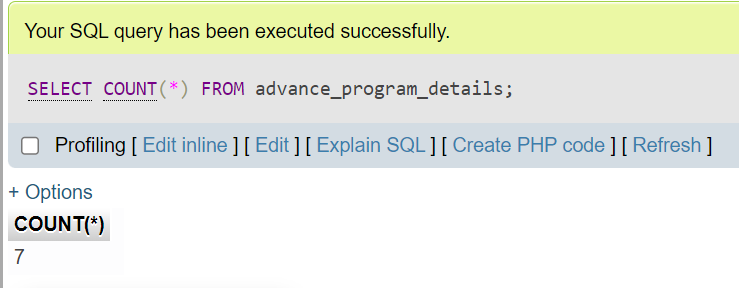 Your SQL query has been executed successfully.
SELECT COUNT(*) FROM advance_program_details;
Profiling [ Edit inline ] [ Edit ] [ Explain SQL ] [ Create PHP code ] [ Refresh ]
+ Options
COUNT(*)
7